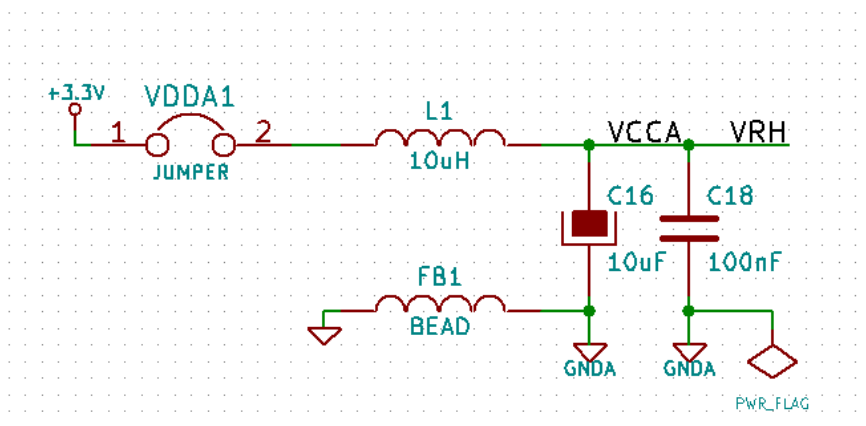 +3.3V
VDDA1
1
2
JUMPER
L1
10uH
VCCA
VRH
C16
10uF
C18
100nF
FB1
BEAD
GNDA
GNDA
PWR_FLAG